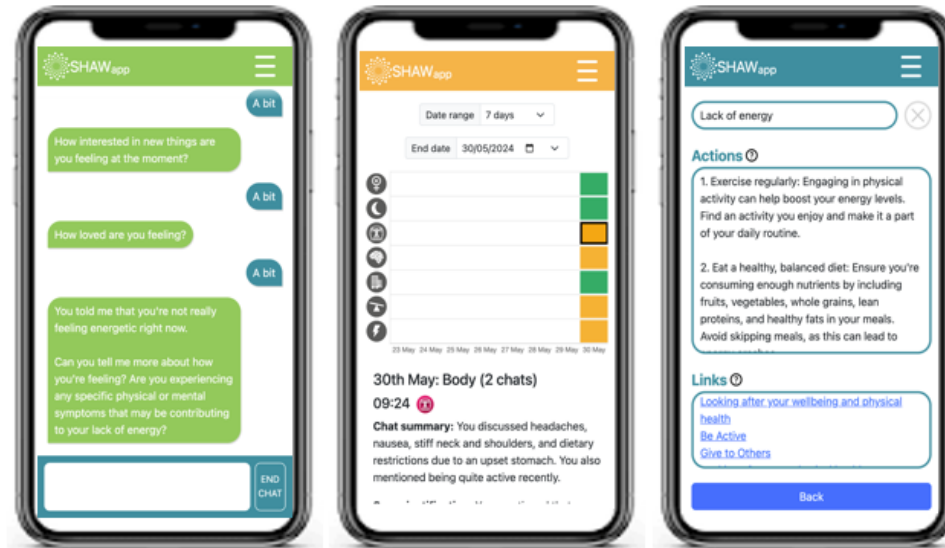 SHAWapp
A bit
How interested in new things are
you feeling at the moment?
A bit
How loved are you feeling?
A bit
You told me that you're not really
feeling energetic right now.
Can you tell me more about how
you're feeling? Are you experiencing
any specific physical or mental
symptoms that may be contributing
to your lack of energy?
END
CHAT
SHAWapp
Date range 7 days
End date 30/05/2024
23 May 24 May 25 May 26 May 27 May 28 May 29 May 30 May
30th May: Body (2 chats)
09:24
Chat summary: You discussed headaches,
nausea, stiff neck and shoulders, and dietary
restrictions due to an upset stomach. You also
mentioned being quite active recently.
SHAWapp
Lack of energy
Actions ?
1. Exercise regularly: Engaging in physical
activity can help boost your energy levels.
Find an activity you enjoy and make it a part
of your daily routine.
2. Eat a healthy, balanced diet: Ensure you're
consuming enough nutrients by including
fruits, vegetables, whole grains, lean
proteins, and healthy fats in your meals.
Avoid skipping meals, as this can lead to
Links ?
Looking after your wellbeing and physical
health
Be Active
Give to Others
Back